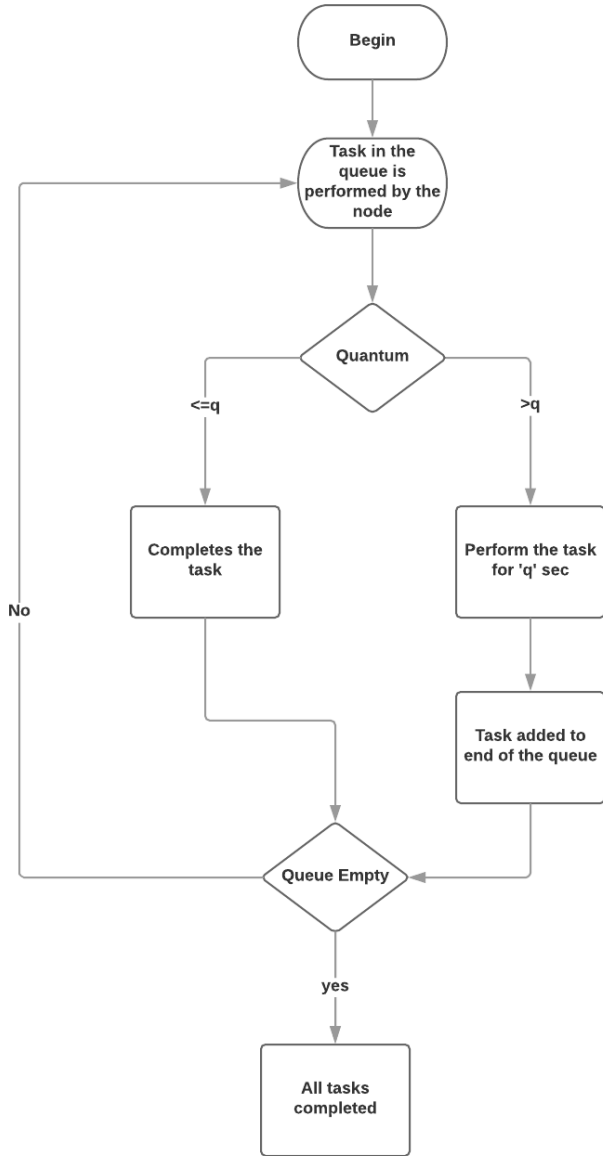 Begin
Task in the
queue is
performed by the
node
Quantum
<=q
>q
Completes the
task
Perform the task
for 'q' sec
No
Task added to
end of the queue
Queue Empty
yes
All tasks
completed